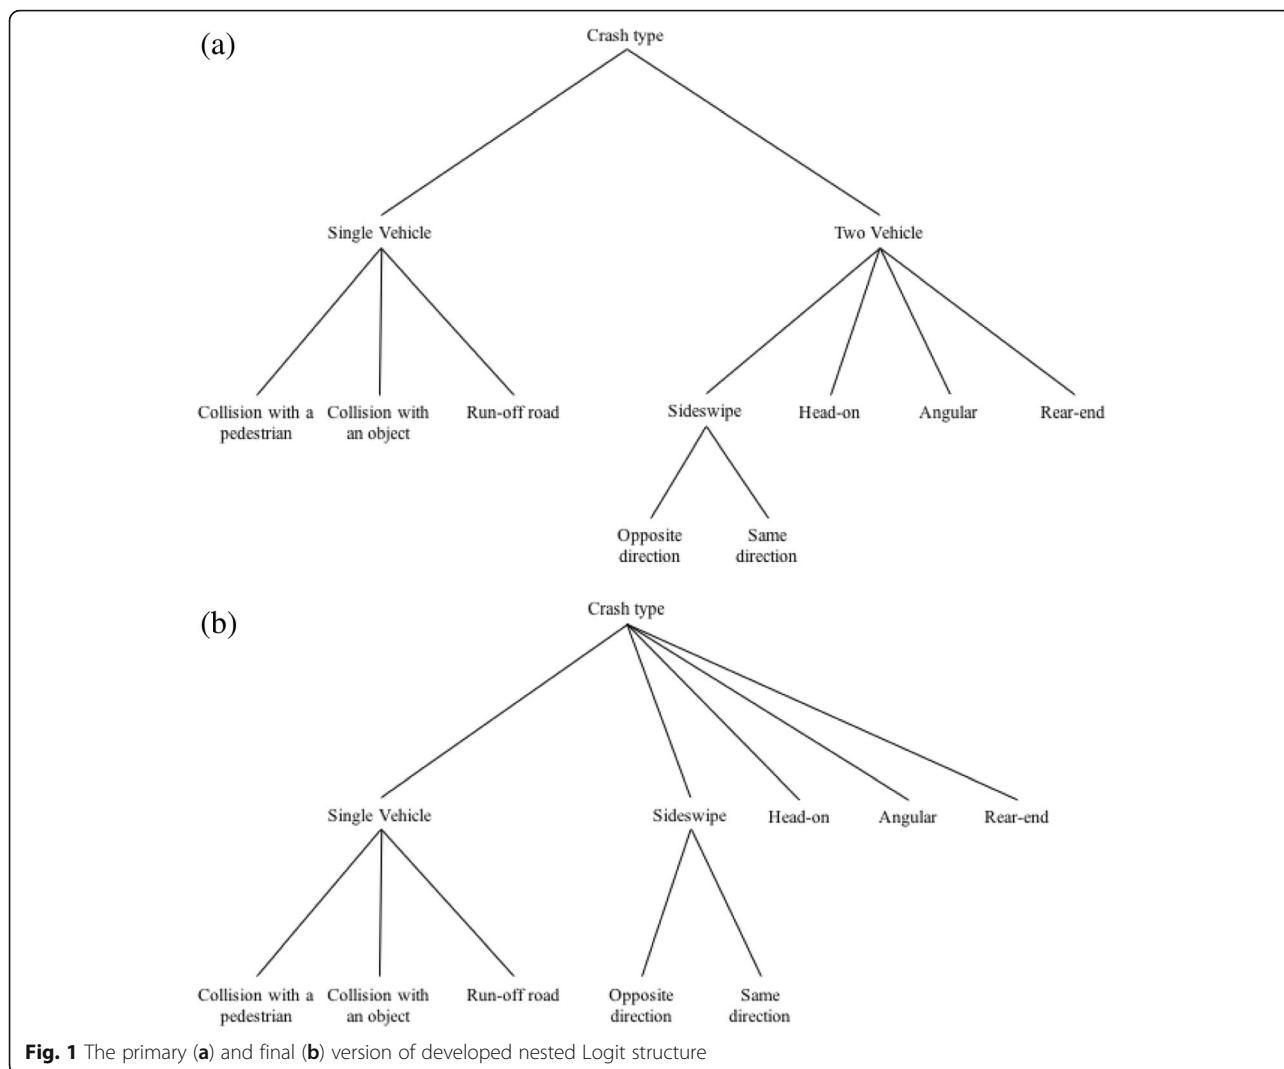 (a)
Crash type
Single Vehicle
Two Vehicle
Collision with a
pedestrian
Collision with
an object
Run-off road
Sideswipe
Head-on
Angular
Rear-end
Opposite
direction
Same
direction
(b)
Crash type
Single Vehicle
Sideswipe
Head-on
Angular
Rear-end
Collision with a
pedestrian
Collision with
an object
Run-off road
Opposite
direction
Same
direction
Fig. 1 The primary (a) and final (b) version of developed nested Logit structure